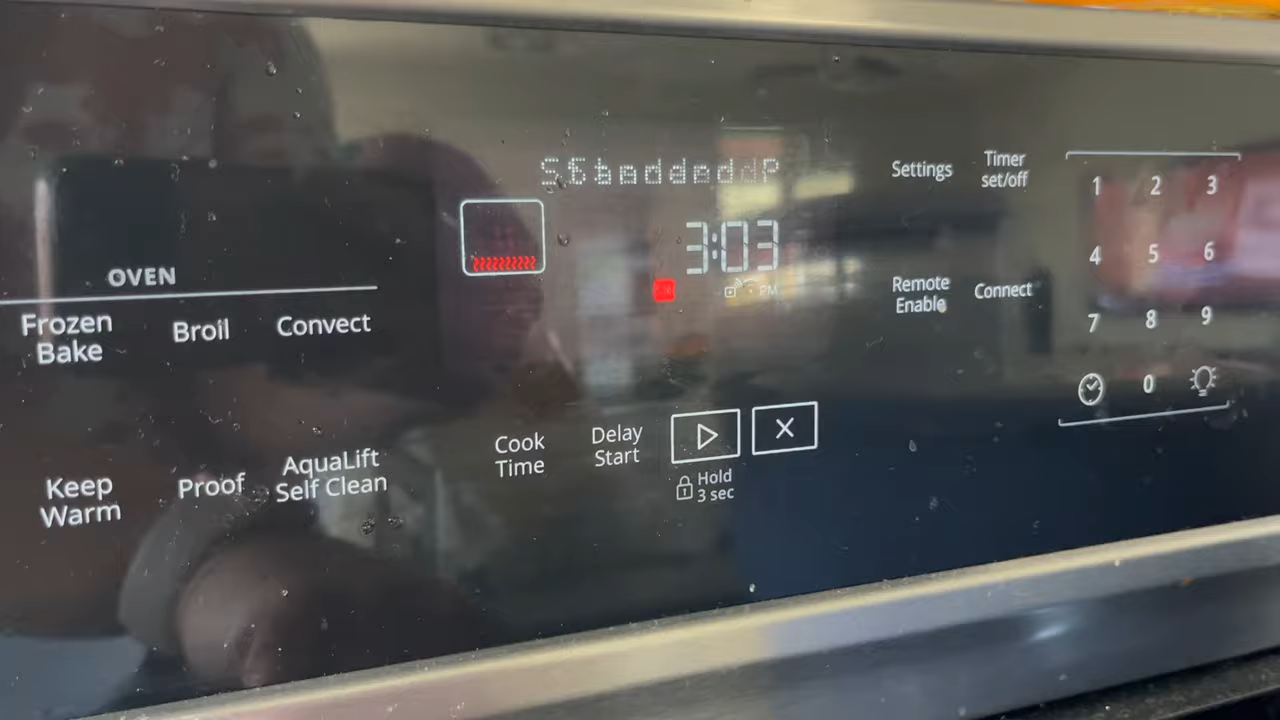 3:03
PM
OVEN
Frozen
Bake
Broil
Convect
Keep
Warm
Proof
AquaLift
Self Clean
Cook
Time
Delay
Start
Hold
3 sec
Settings
Timer
set/off
Remote
Enable
Connect
1 2 3
4 5 6
7 8 9
0